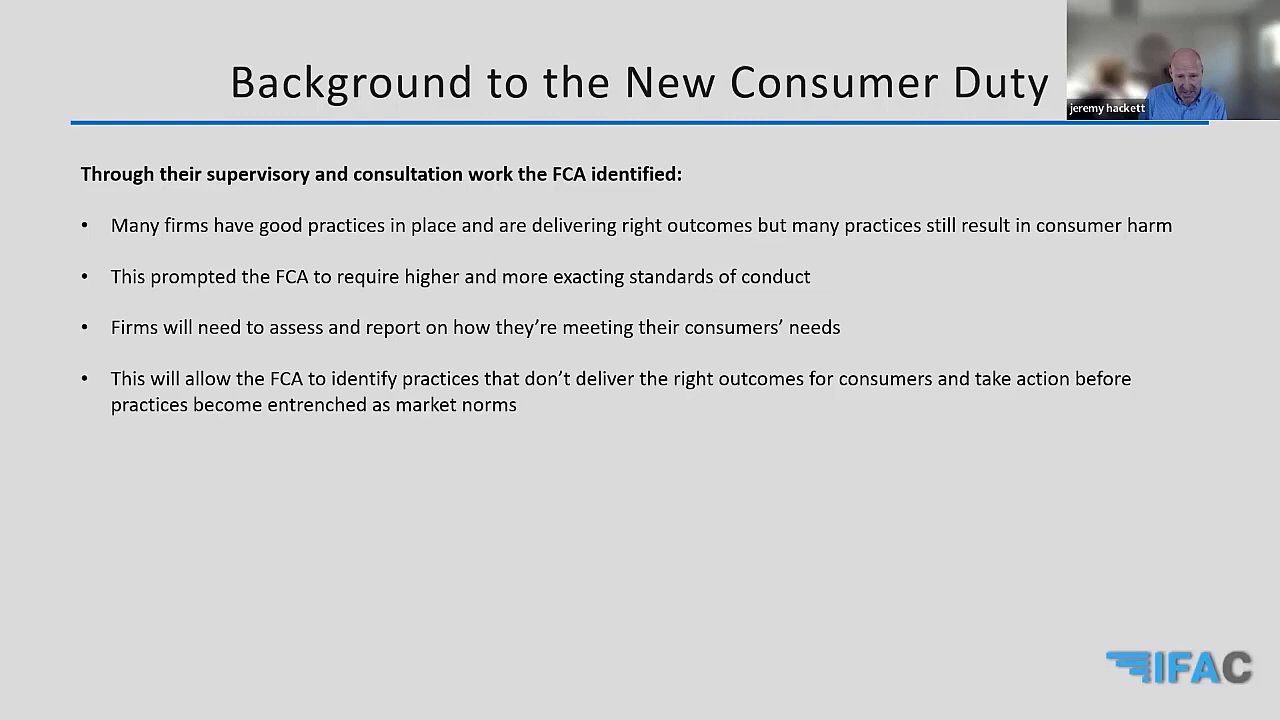 Background to the New Consumer Duty
jeremy hackett
Through their supervisory and consultation work the FCA identified:
• Many firms have good practices in place and are delivering right outcomes but many practices still result in consumer harm
• This prompted the FCA to require higher and more exacting standards of conduct
• Firms will need to assess and report on how they’re meeting their consumers’ needs
• This will allow the FCA to identify practices that don’t deliver the right outcomes for consumers and take action before
practices become entrenched as market norms
IFAC